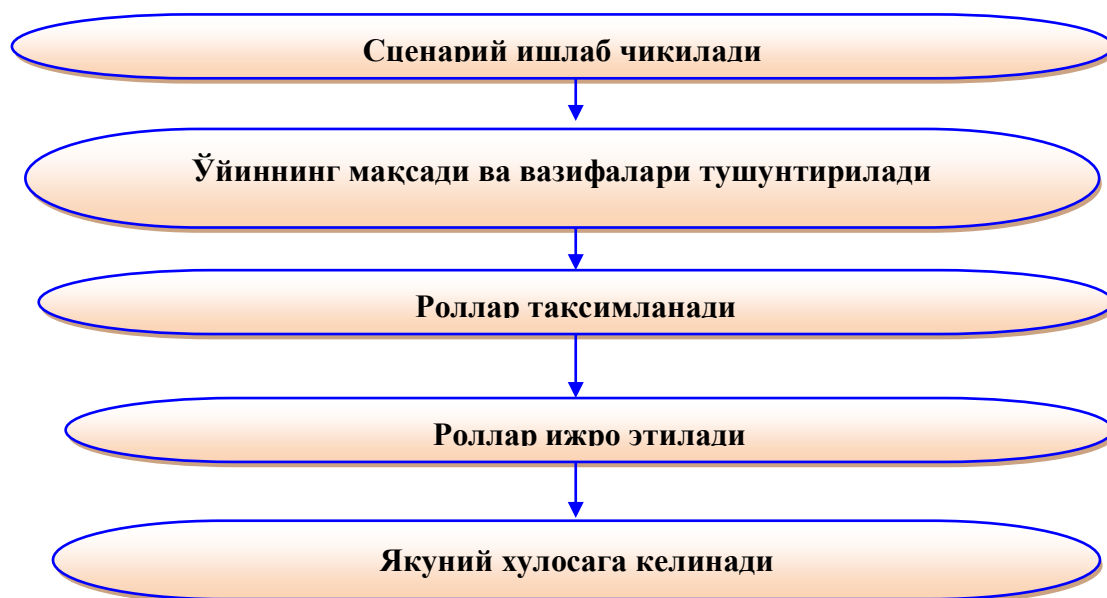 Сценарий ишлаб чиқилади
Ўйиннинг мақсади ва вазифалари тушунтирилади
Роллар тақсимланади
Роллар ижро этилади
Якуний хулосага келинади